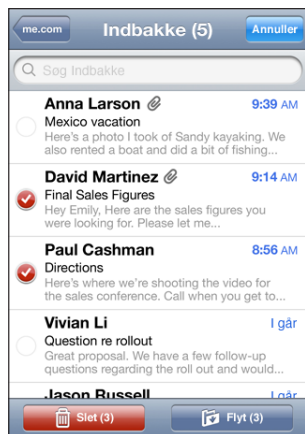 me.com
Indbakke (5)
Annuller
Søg Indbakke
Anna Larson 9:39 AM
Mexico vacation
Here's a photo I took of Sandy kayaking. We
also rented a boat and did a bit of fishing...
David Martinez 9:14 AM
Final Sales Figures
Hey Emily, Here are the sales figures you
were looking for. Please let me...
Paul Cashman 8:56 AM
Directions
Here's where we're shooting the video for
the sales conference. Call when you get to...
Vivian Li I går
Question re rollout
Great proposal. We have a few follow-up
questions regarding the roll out and would...
Jason Russell I går
Slet (3)
Flyt (3)